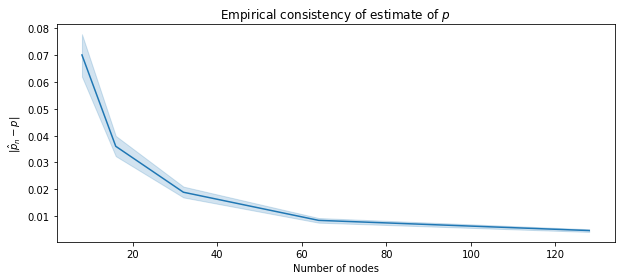 Empirical consistency of estimate of p
0.08
0.07
0.06
0.05
0.04
0.03
0.02
0.01
|p̂ₙ − p|
20 40 60 80 100 120
Number of nodes